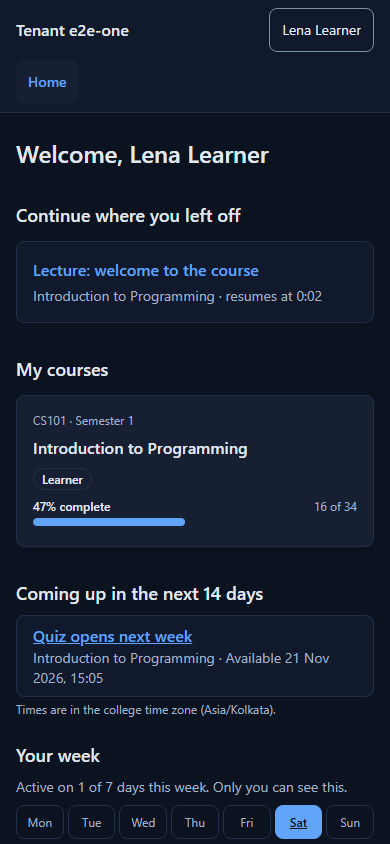 Tenant e2e-one
Lena Learner
Home
Welcome, Lena Learner
Continue where you left off
Lecture: welcome to the course
Introduction to Programming · resumes at 0:02
My courses
CS101 · Semester 1
Introduction to Programming
Learner
47% complete
16 of 34
Coming up in the next 14 days
Quiz opens next week
Introduction to Programming · Available 21 Nov
2026, 15:05
Times are in the college time zone (Asia/Kolkata).
Your week
Active on 1 of 7 days this week. Only you can see this.
Mon
Tue
Wed
Thu
Fri
Sat
Sun